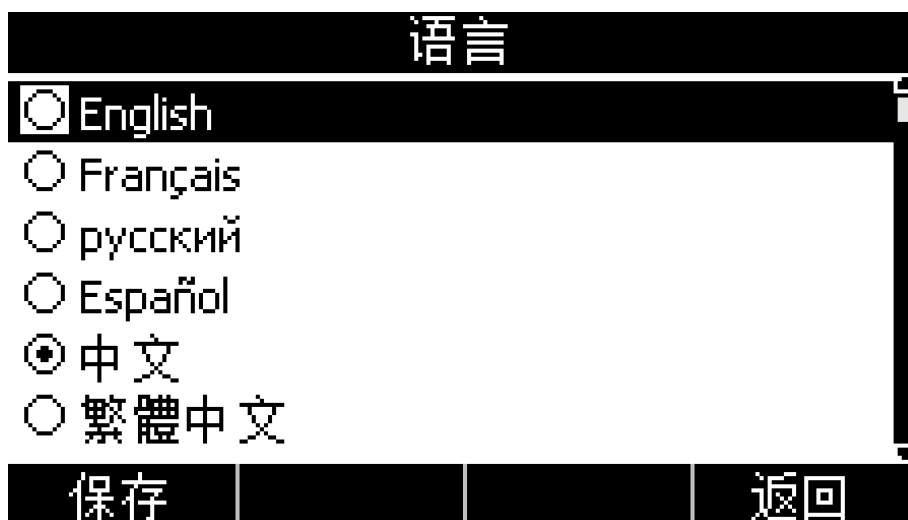 语言
English
Français
русский
Español
中文
繁體中文
保存 返回